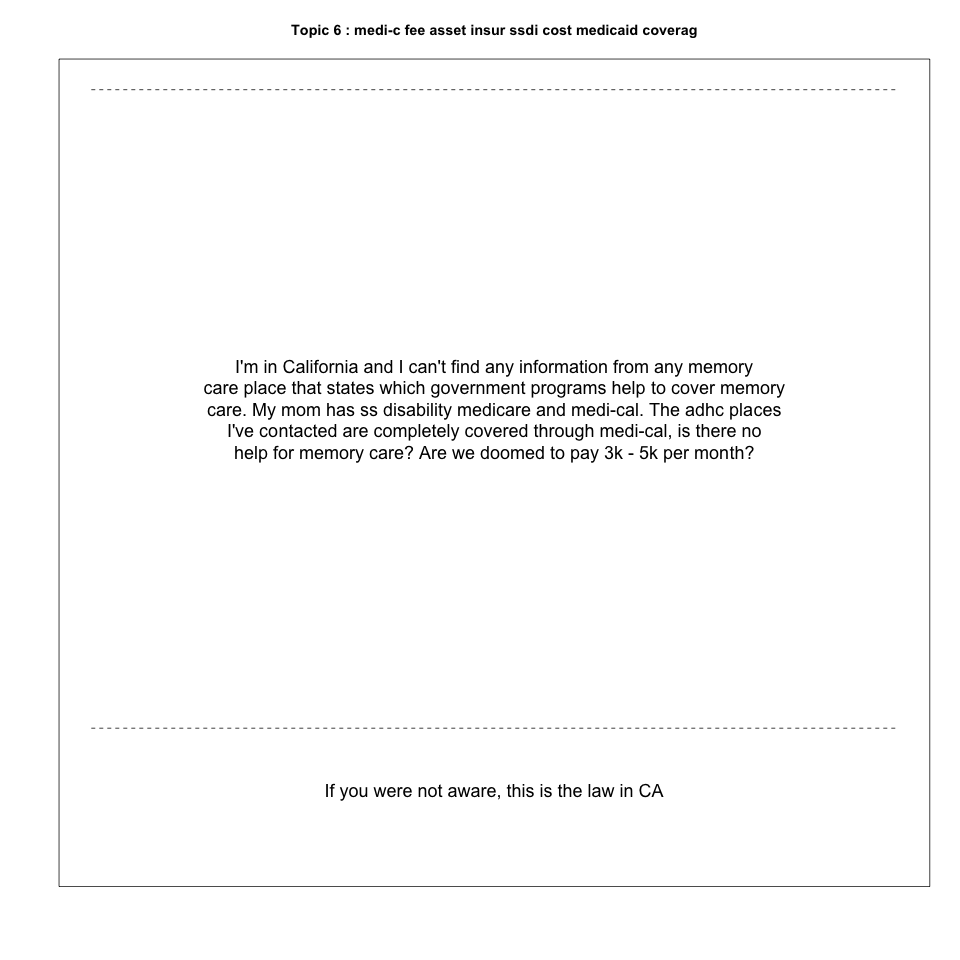 Topic 6 : medi-c fee asset insur ssdi cost medicaid coverag
I'm in California and I can't find any information from any memory
care place that states which government programs help to cover memory
care. My mom has ss disability medicare and medi-cal. The adhc places
I've contacted are completely covered through medi-cal, is there no
help for memory care? Are we doomed to pay 3k - 5k per month?
If you were not aware, this is the law in CA